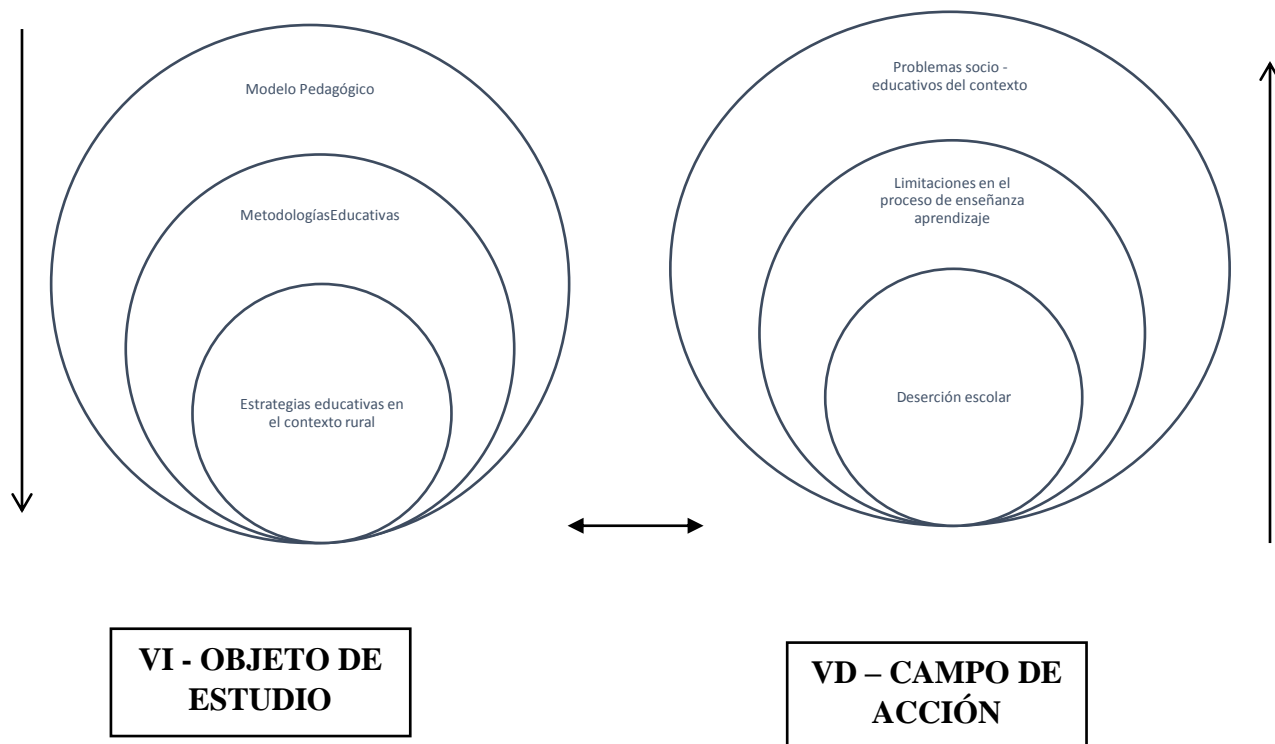 Modelo Pedagógico
MetodologíasEducativas
Estrategias educativas en
el contexto rural
Problemas socio -
educativos del contexto
Limitaciones en el
proceso de enseñanza
aprendizaje
Deserción escolar
VI - OBJETO DE
ESTUDIO
VD – CAMPO DE
ACCIÓN